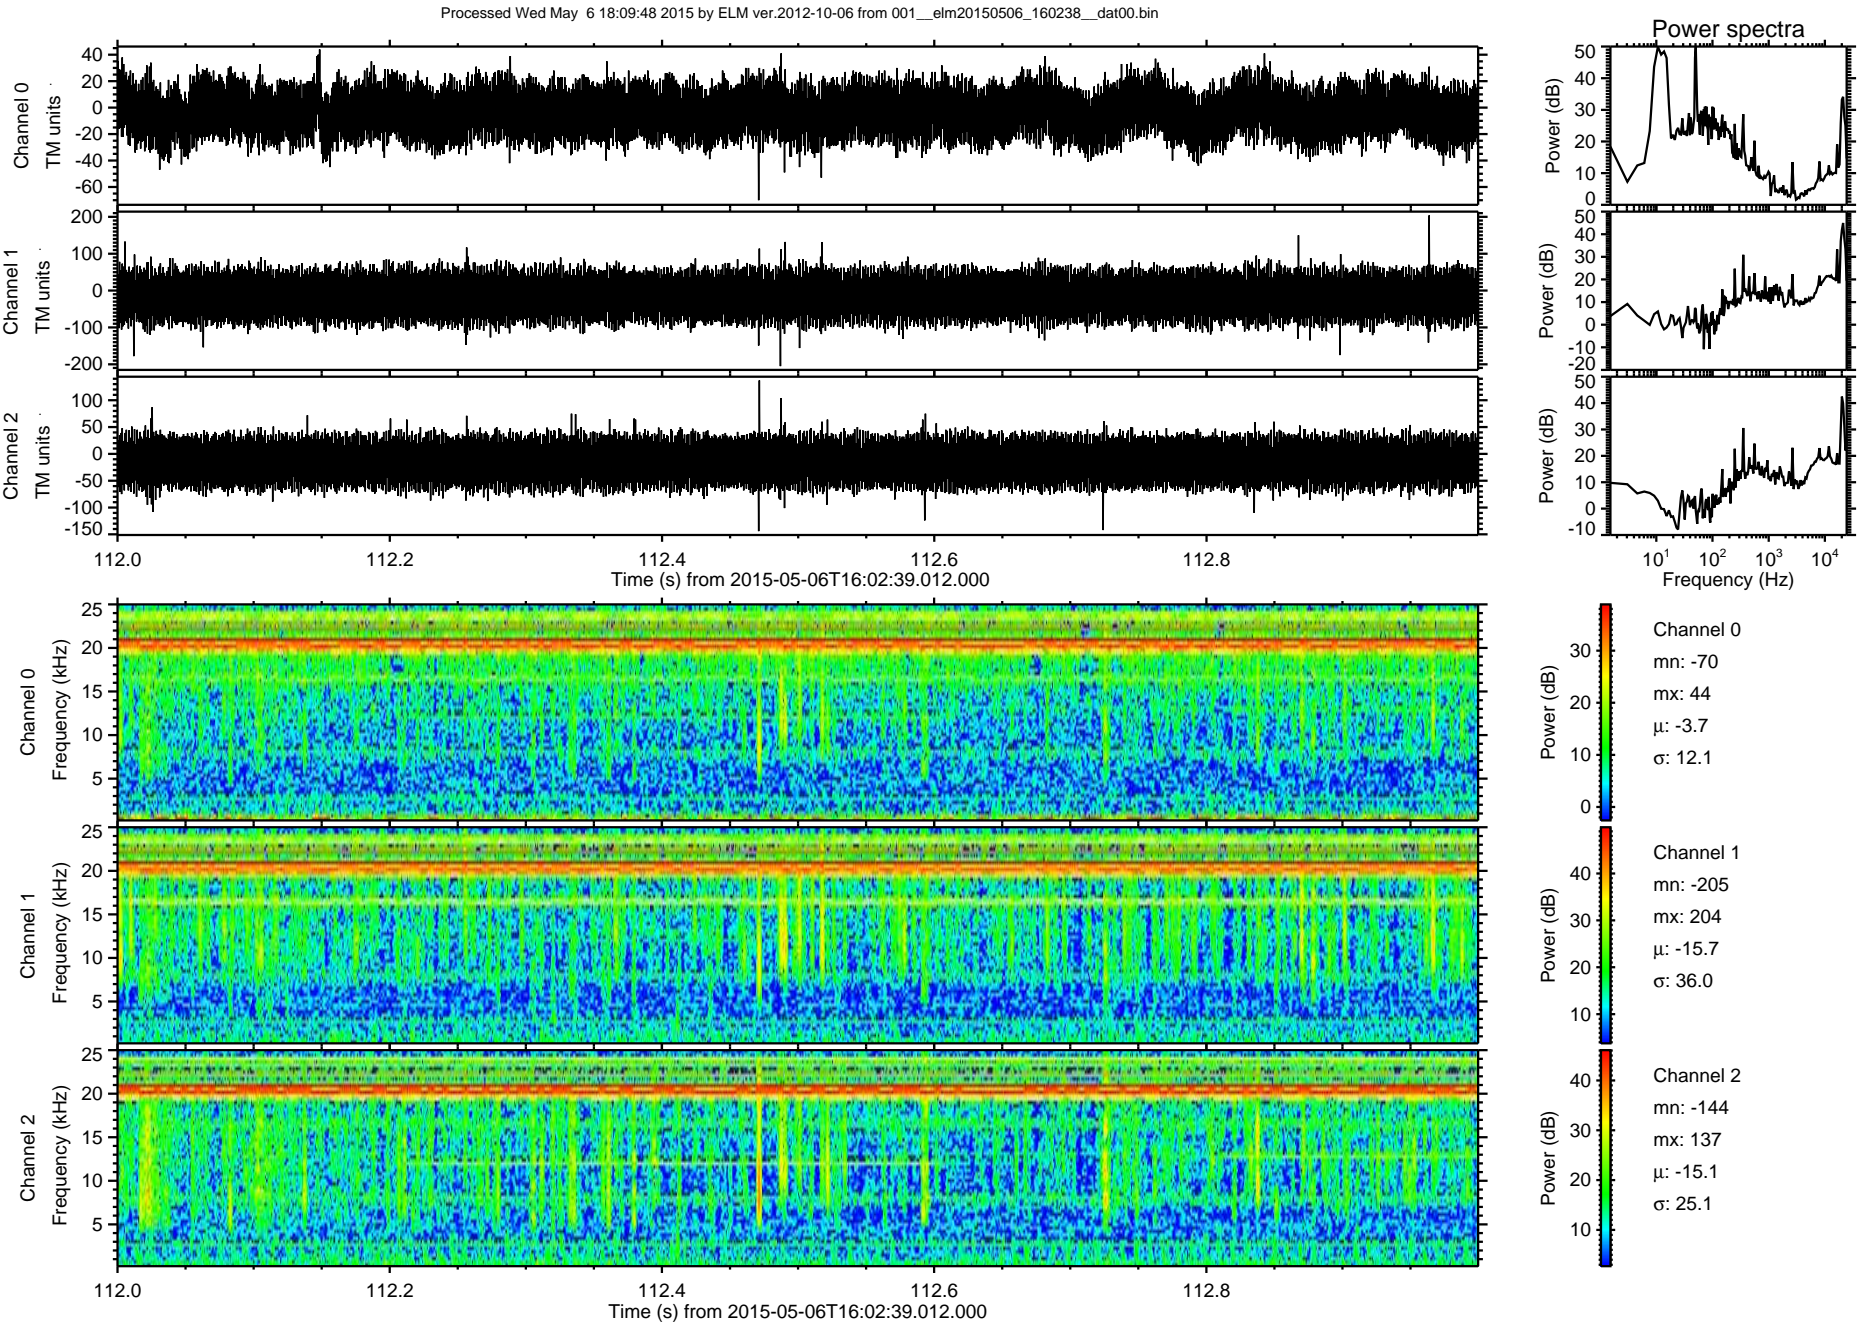 Processed Wed May  6 18:09:48 2015 by ELM ver.2012-10-06 from 001__elm20150506_160238__dat00.bin
Power spectra
Channel 0
TM units
40
20
0
-20
-40
-60
Power (dB)
50
40
30
20
10
0
Channel 1
TM units
200
100
0
-100
-200
Power (dB)
50
40
30
20
10
0
-10
-20
Channel 2
TM units
100
50
0
-50
-100
-150
Power (dB)
50
40
30
20
10
0
-10
112.0 112.2 112.4 112.6 112.8
Time (s) from 2015-05-06T16:02:39.012.000
10¹ 10² 10³ 10⁴
Frequency (Hz)
Channel 0
Frequency (kHz)
25
20
15
10
5
Power (dB)
30
20
10
0
Channel 0
mn: -70
mx: 44
μ: -3.7
σ: 12.1
Channel 1
Frequency (kHz)
25
20
15
10
5
Power (dB)
40
30
20
10
Channel 1
mn: -205
mx: 204
μ: -15.7
σ: 36.0
Channel 2
Frequency (kHz)
25
20
15
10
5
Power (dB)
40
30
20
10
Channel 2
mn: -144
mx: 137
μ: -15.1
σ: 25.1
112.0 112.2 112.4 112.6 112.8
Time (s) from 2015-05-06T16:02:39.012.000